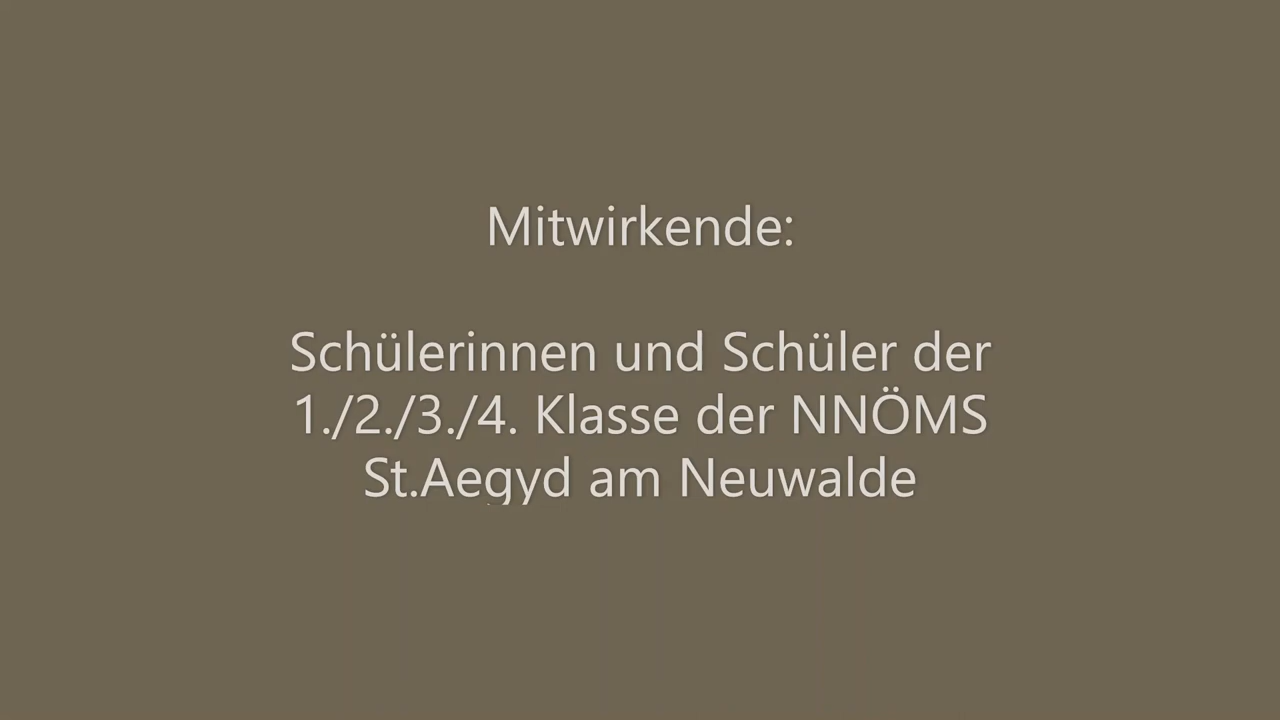 Mitwirkende:
Schülerinnen und Schüler der
1./2./3./4. Klasse der NNÖMS
St.Aegyd am Neuwalde